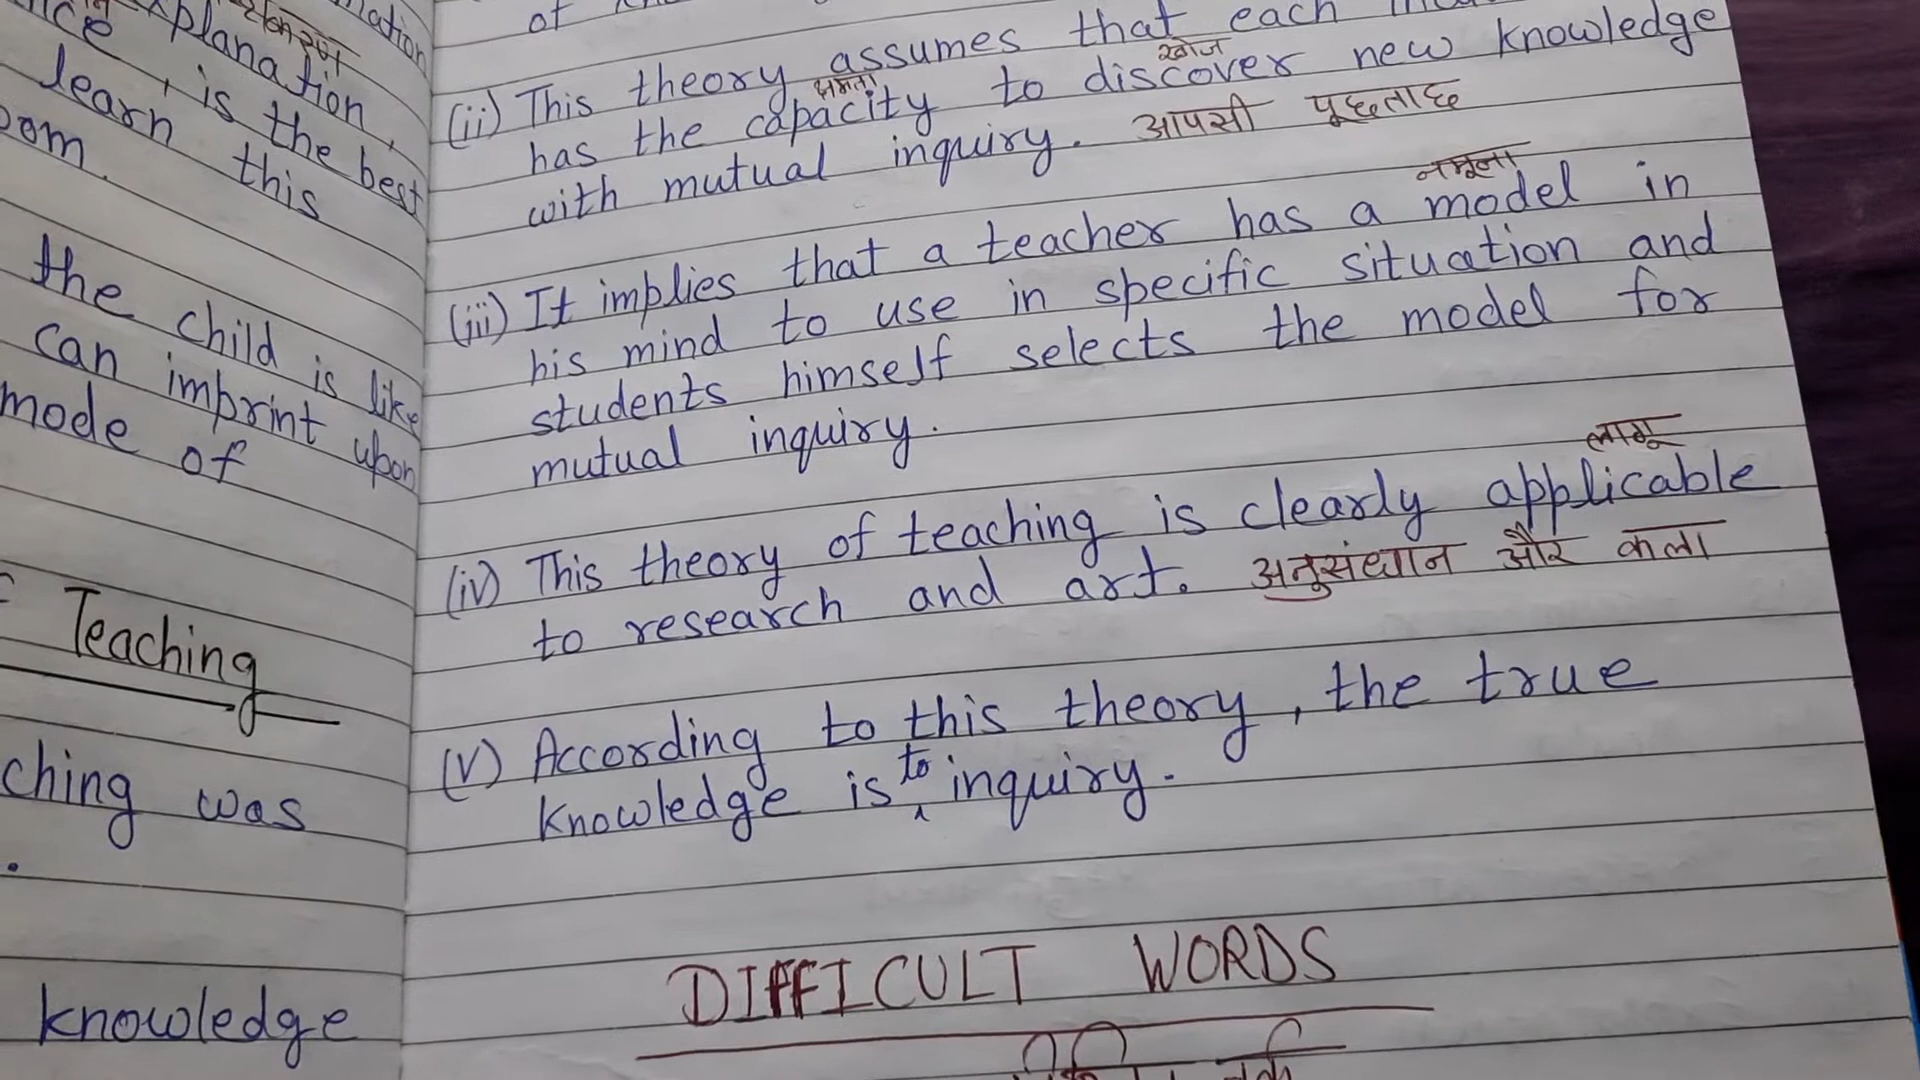 explanation
, is the best
learn this
the child is like
can imprint upon
mode of
Teaching
ching was
.
knowledge
of
(ii) This theory assumes that each
क्षमता
खोज
has the capacity to discover new knowledge
with mutual inquiry. आपसी पूछताछ
नमूना
(iii) It implies that a teacher has a model in
his mind to use in specific situation and
students himself selects the model for
mutual inquiry.
लागू
(iv) This theory of teaching is clearly applicable
to research and art. अनुसंधान और कला
(v) According to this theory, the true
knowledge is to inquiry.
DIFFICULT WORDS